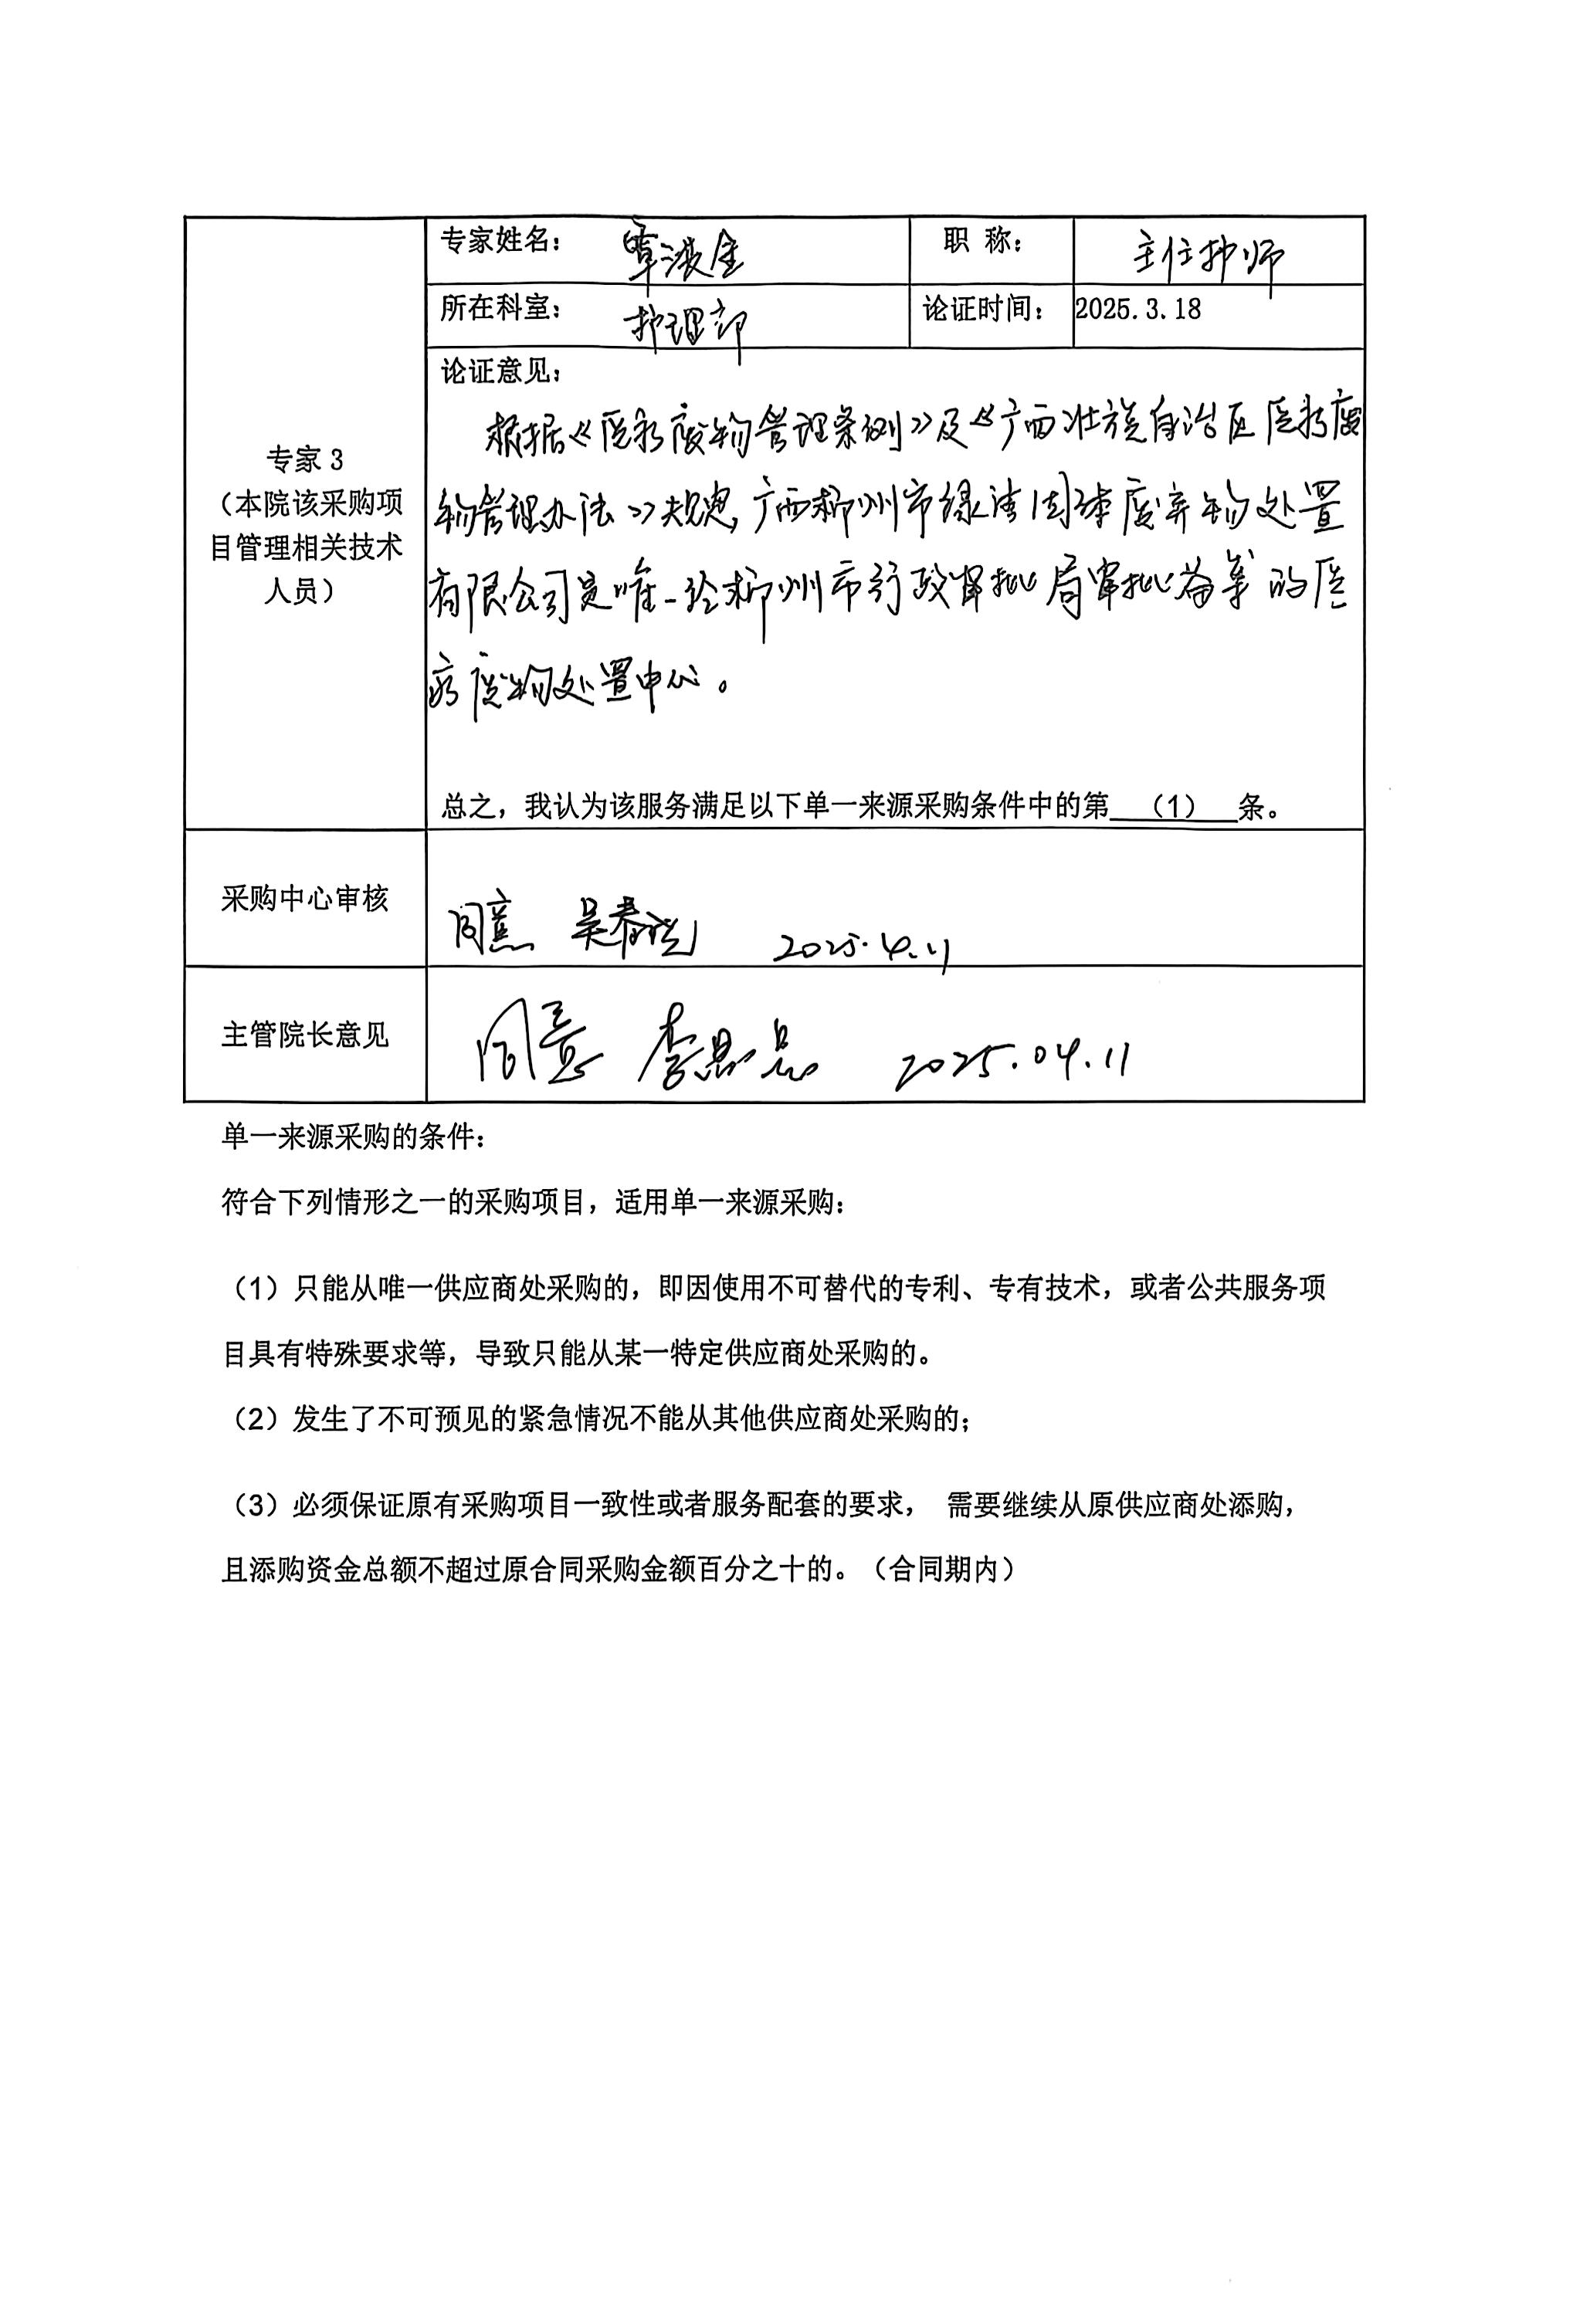 专家姓名： 覃波金 职 称： 主任护师
所在科室： 护理部 论证时间： 2025.3.18
专家 3
（本院该采购项
目管理相关技术
人员）
论证意见：
根据《医疗废物管理条例》及《广西壮族自治区医疗废
物管理办法》规定，广西柳州市绿洁固体废弃物处置
有限公司是唯一经柳州市行政审批局审批备案的医
疗废物处置中心。
总之，我认为该服务满足以下单一来源采购条件中的第 （1） 条。
采购中心审核 同意 吴春 2025.4.11
主管院长意见 同意 李思 2025.04.11
单一来源采购的条件：
符合下列情形之一的采购项目，适用单一来源采购：
（1）只能从唯一供应商处采购的，即因使用不可替代的专利、专有技术，或者公共服务项
目具有特殊要求等，导致只能从某一特定供应商处采购的。
（2）发生了不可预见的紧急情况不能从其他供应商处采购的；
（3）必须保证原有采购项目一致性或者服务配套的要求， 需要继续从原供应商处添购，
且添购资金总额不超过原合同采购金额百分之十的。（合同期内）